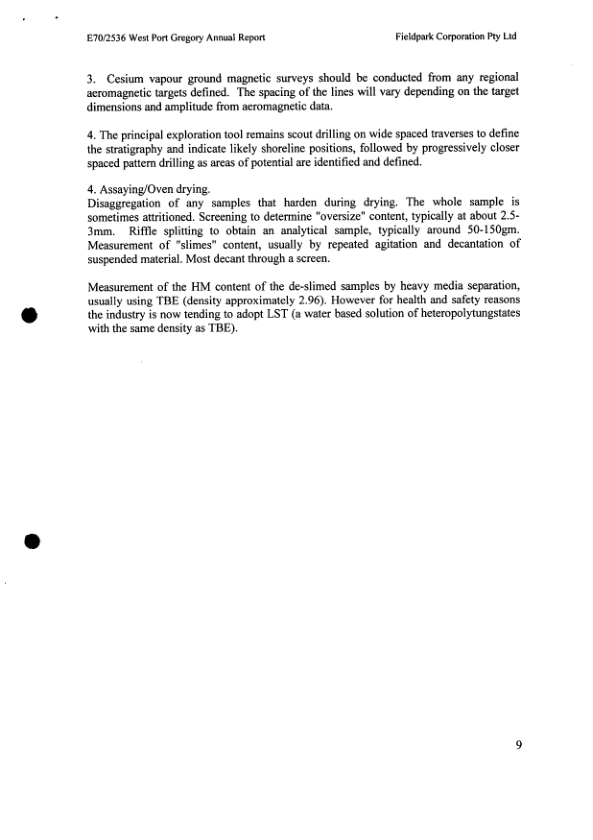 E70/2536 West Port Gregory Annual Report Fieldpark Corporation Pty Ltd
3. Cesium vapour ground magnetic surveys should be conducted from any regional
aeromagnetic targets defined. The spacing of the lines will vary depending on the target
dimensions and amplitude from aeromagnetic data.
4. The principal exploration tool remains scout drilling on wide spaced traverses to define
the stratigraphy and indicate likely shoreline positions, followed by progressively closer
spaced pattern drilling as areas of potential are identified and defined.
4. Assaying/Oven drying.
Disaggregation of any samples that harden during drying. The whole sample is
sometimes attritioned. Screening to determine "oversize" content, typically at about 2.5-
3mm. Riffle splitting to obtain an analytical sample, typically around 50-150gm.
Measurement of "slimes" content, usually by repeated agitation and decantation of
suspended material. Most decant through a screen.
Measurement of the HM content of the de-slimed samples by heavy media separation,
usually using TBE (density approximately 2.96). However for health and safety reasons
the industry is now tending to adopt LST (a water based solution of heteropolytungstates
with the same density as TBE).
9